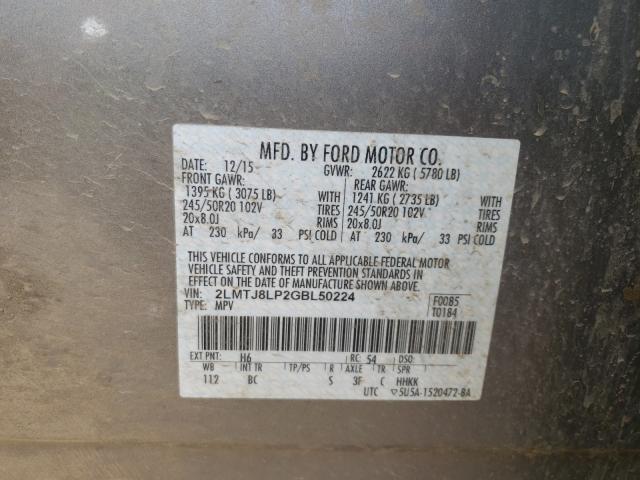 MFD. BY FORD MOTOR CO.
DATE: 12/15 GVWR: 2622 KG ( 5780 LB)
FRONT GAWR: REAR GAWR:
1395 KG ( 3075 LB) WITH 1241 KG ( 2735 LB) WITH
245/50R20 102V TIRES 245/50R20 102V TIRES
20x8.0J RIMS 20x8.0J RIMS
AT 230 kPa/ 33 PSI COLD AT 230 kPa/ 33 PSI COLD
THIS VEHICLE CONFORMS TO ALL APPLICABLE FEDERAL MOTOR
VEHICLE SAFETY AND THEFT PREVENTION STANDARDS IN
EFFECT ON THE DATE OF MANUFACTURE SHOWN ABOVE.
VIN: 2LMTJ8LP2GBL50224 F0085
TYPE: MPV T0184
EXT PNT: H6 RC: 54 DSO:
WB INT TR TP/PS R AXLE TR SPR
112 BC S 3F C HHKK
UTC ▽5U5A-1520472-BA